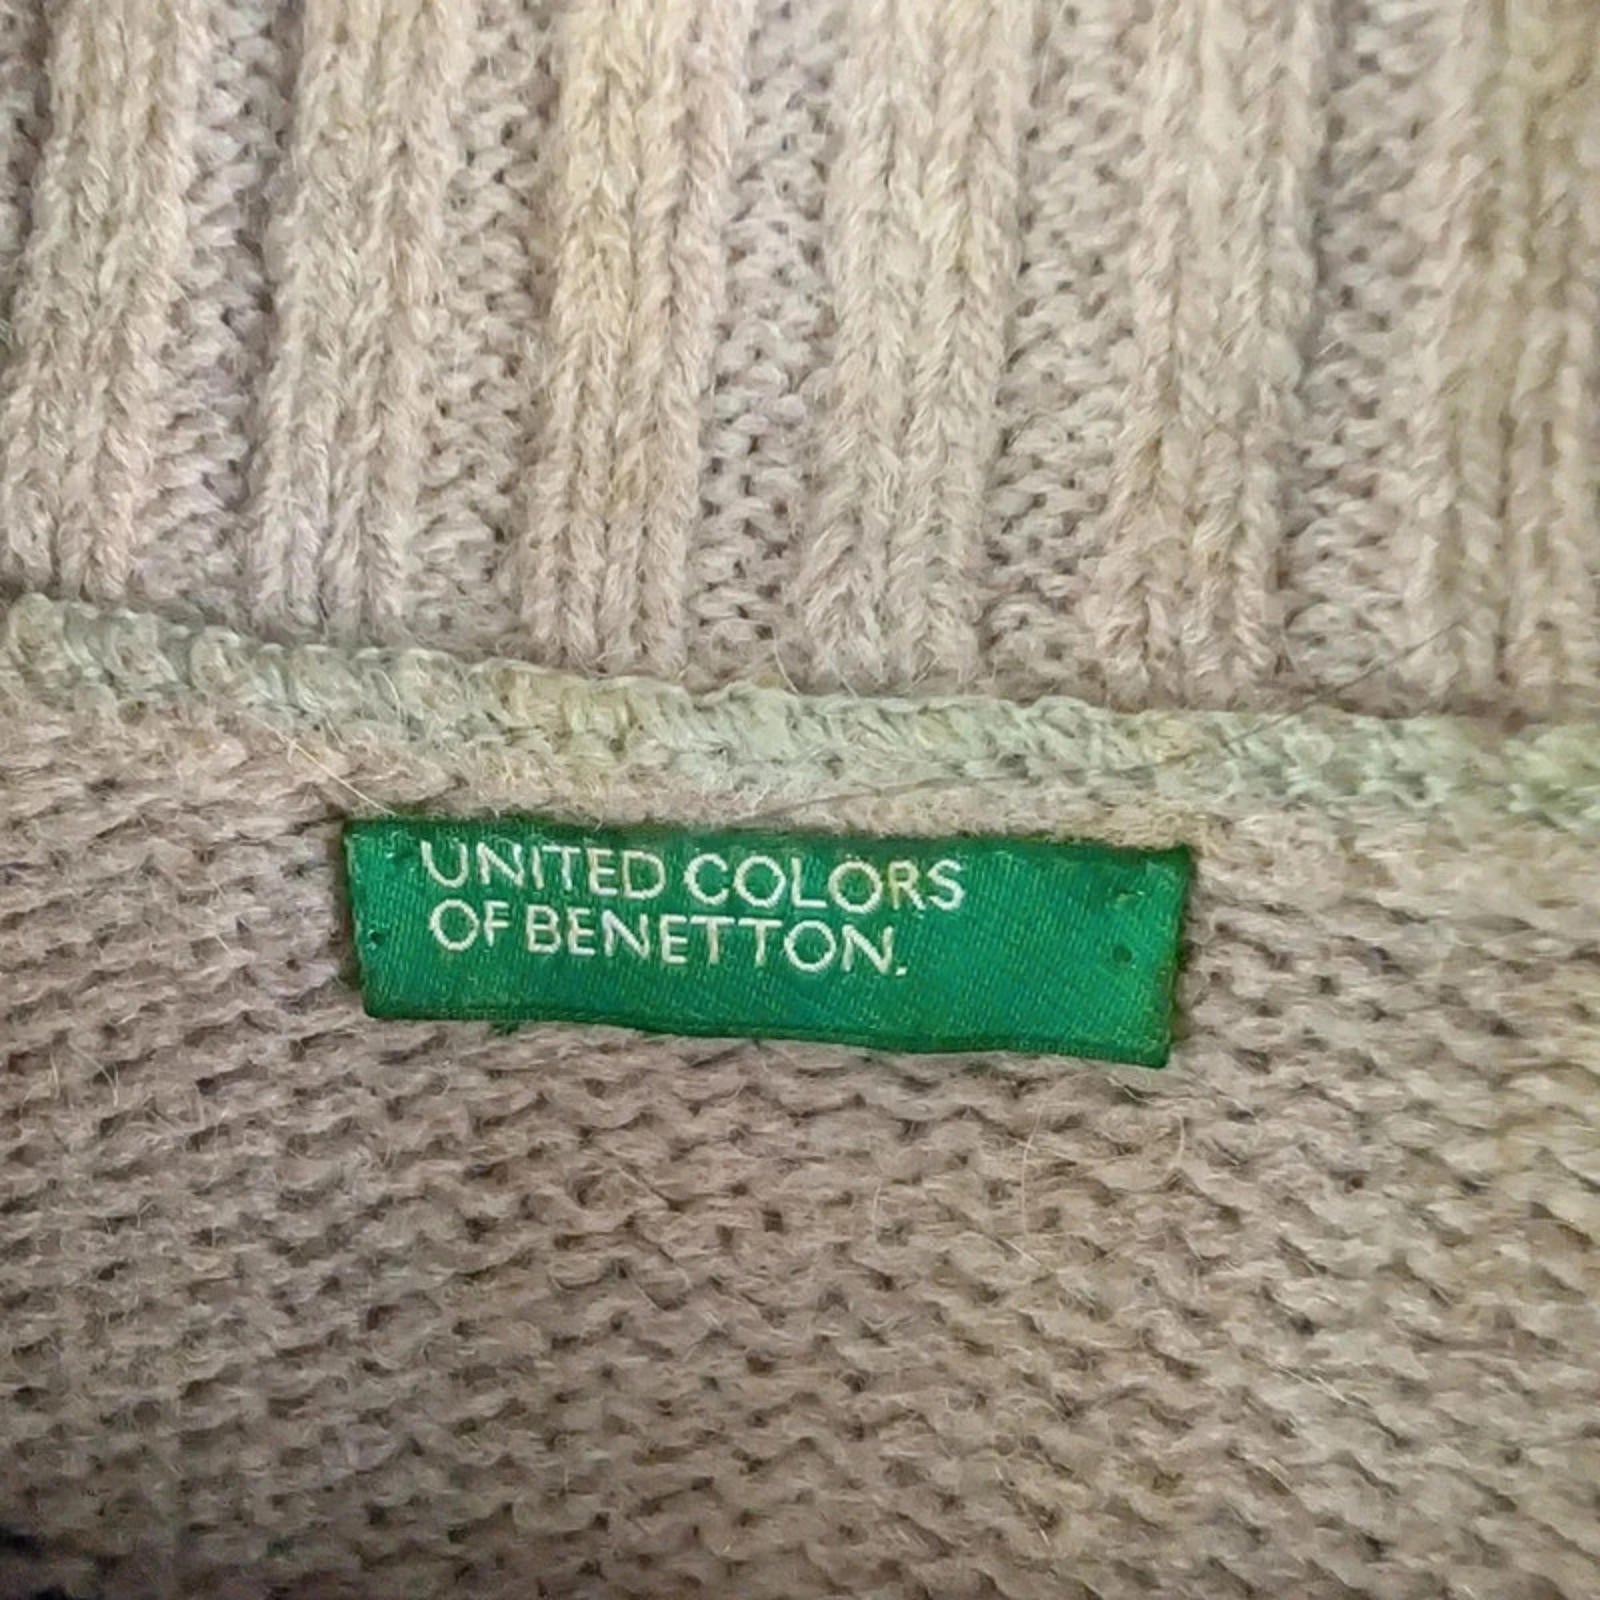 UNITED COLORS
OF BENETTON.